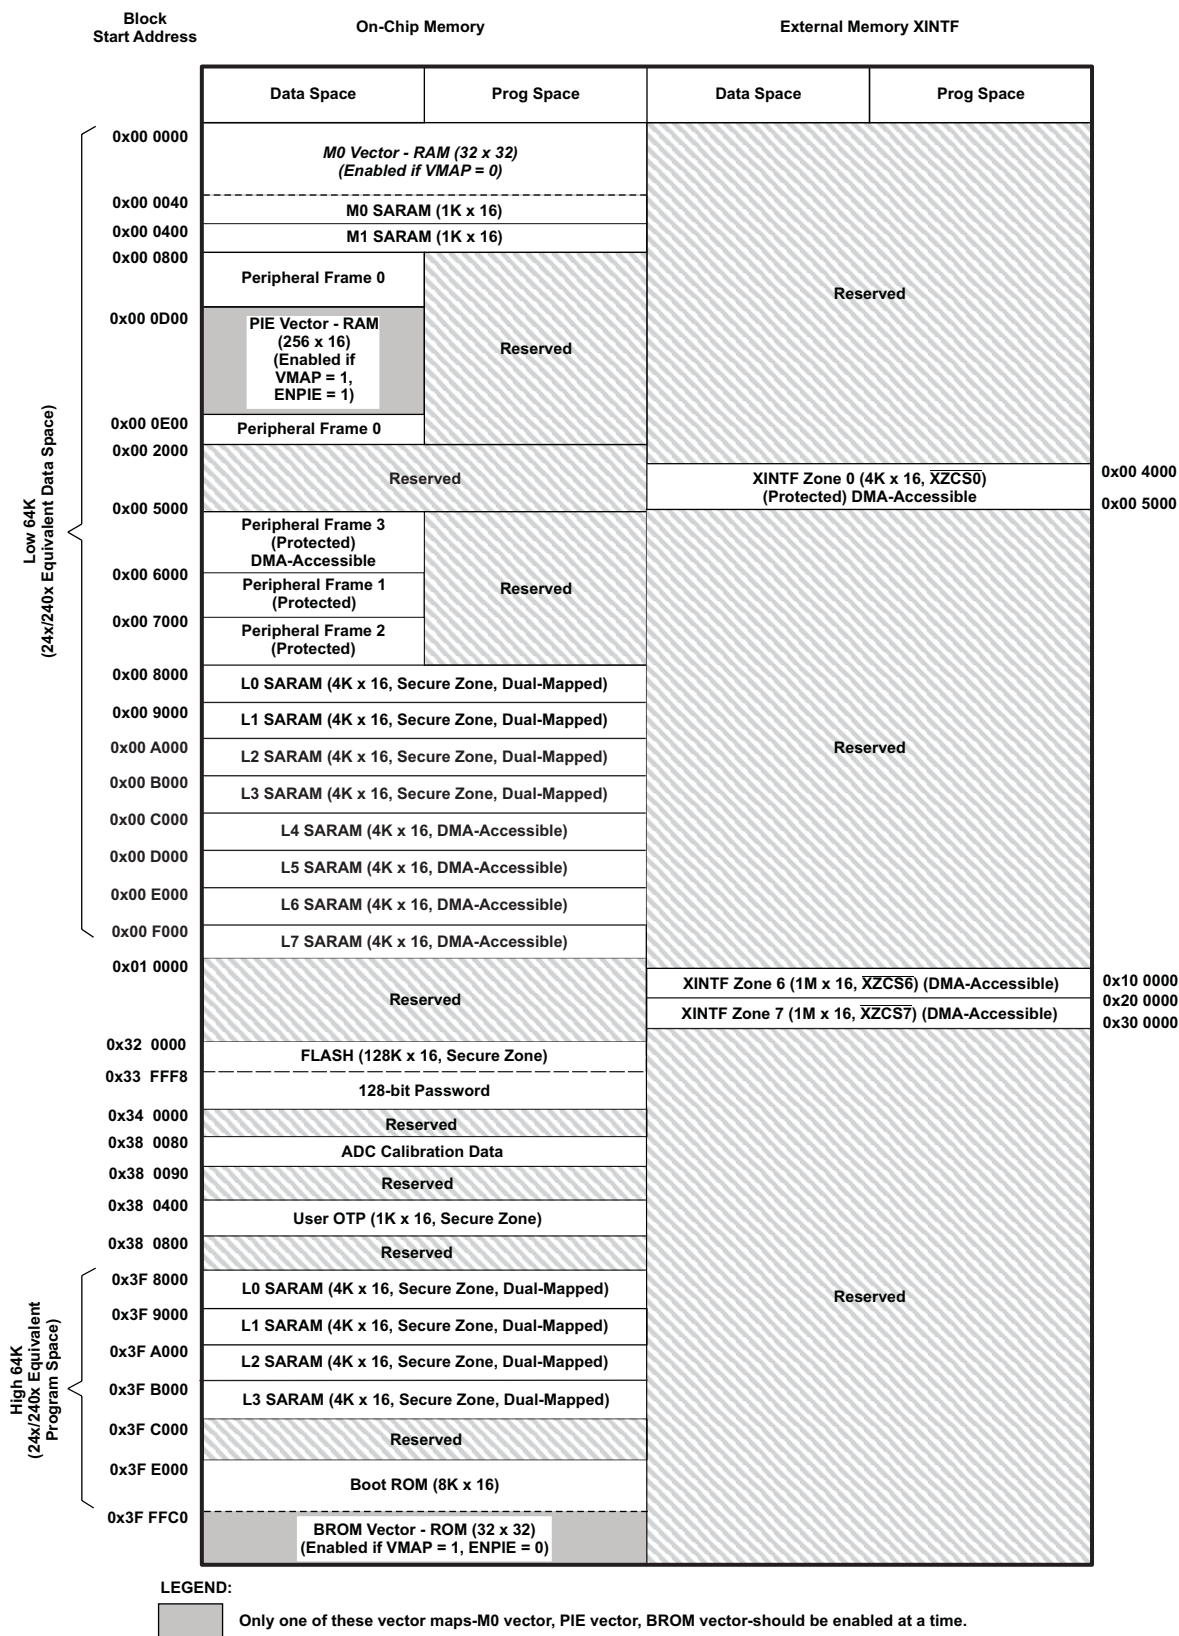 Block
Start Address
On-Chip Memory
External Memory XINTF
Data Space
Prog Space
Data Space
Prog Space
0x00 0000
M0 Vector - RAM (32 x 32)
(Enabled if VMAP = 0)
0x00 0040
M0 SARAM (1K x 16)
0x00 0400
M1 SARAM (1K x 16)
0x00 0800
Peripheral Frame 0
Reserved
0x00 0D00
PIE Vector - RAM
(256 x 16)
(Enabled if
VMAP = 1,
ENPIE = 1)
Reserved
0x00 0E00
Peripheral Frame 0
0x00 2000
Reserved
XINTF Zone 0 (4K x 16, XZCS0)
(Protected) DMA-Accessible
0x00 4000
0x00 5000
0x00 5000
Peripheral Frame 3
(Protected)
DMA-Accessible
0x00 6000
Peripheral Frame 1
(Protected)
Reserved
0x00 7000
Peripheral Frame 2
(Protected)
0x00 8000
L0 SARAM (4K x 16, Secure Zone, Dual-Mapped)
0x00 9000
L1 SARAM (4K x 16, Secure Zone, Dual-Mapped)
0x00 A000
L2 SARAM (4K x 16, Secure Zone, Dual-Mapped)
Reserved
0x00 B000
L3 SARAM (4K x 16, Secure Zone, Dual-Mapped)
0x00 C000
L4 SARAM (4K x 16, DMA-Accessible)
0x00 D000
L5 SARAM (4K x 16, DMA-Accessible)
0x00 E000
L6 SARAM (4K x 16, DMA-Accessible)
0x00 F000
L7 SARAM (4K x 16, DMA-Accessible)
Low 64K
(24x/240x Equivalent Data Space)
0x01 0000
Reserved
XINTF Zone 6 (1M x 16, XZCS6) (DMA-Accessible)
0x10 0000
0x20 0000
XINTF Zone 7 (1M x 16, XZCS7) (DMA-Accessible)
0x30 0000
0x32 0000
FLASH (128K x 16, Secure Zone)
0x33 FFF8
128-bit Password
0x34 0000
Reserved
0x38 0080
ADC Calibration Data
0x38 0090
Reserved
0x38 0400
User OTP (1K x 16, Secure Zone)
0x38 0800
Reserved
0x3F 8000
L0 SARAM (4K x 16, Secure Zone, Dual-Mapped)
Reserved
0x3F 9000
L1 SARAM (4K x 16, Secure Zone, Dual-Mapped)
0x3F A000
L2 SARAM (4K x 16, Secure Zone, Dual-Mapped)
0x3F B000
L3 SARAM (4K x 16, Secure Zone, Dual-Mapped)
0x3F C000
Reserved
0x3F E000
Boot ROM (8K x 16)
0x3F FFC0
BROM Vector - ROM (32 x 32)
(Enabled if VMAP = 1, ENPIE = 0)
High 64K
(24x/240x Equivalent
Program Space)
LEGEND:
Only one of these vector maps-M0 vector, PIE vector, BROM vector-should be enabled at a time.